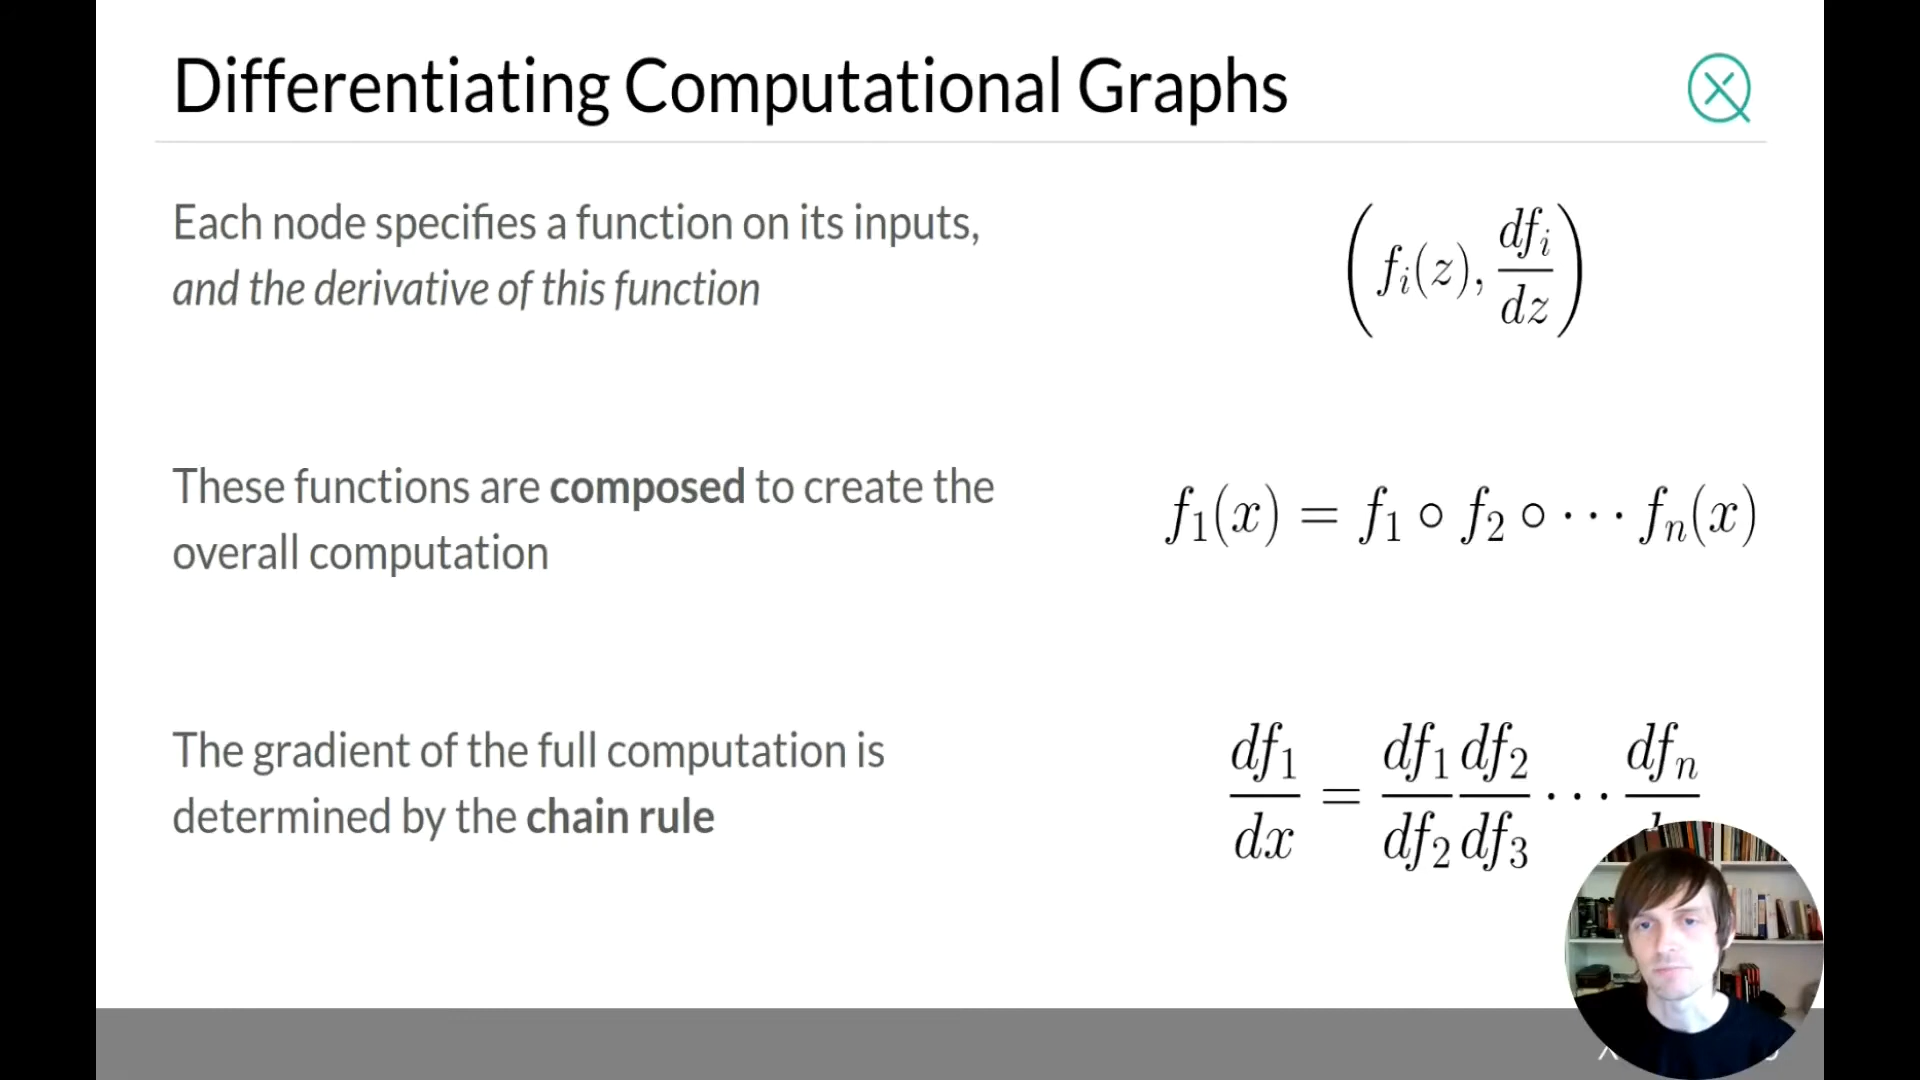 Differentiating Computational Graphs
Each node specifies a function on its inputs,
and the derivative of this function
(f_i(z), df_i/dz)
These functions are composed to create the
overall computation
f_1(x) = f_1 ∘ f_2 ∘ ⋯ f_n(x)
The gradient of the full computation is
determined by the chain rule
df_1/dx = df_1/df_2 df_2/df_3 ⋯ df_n